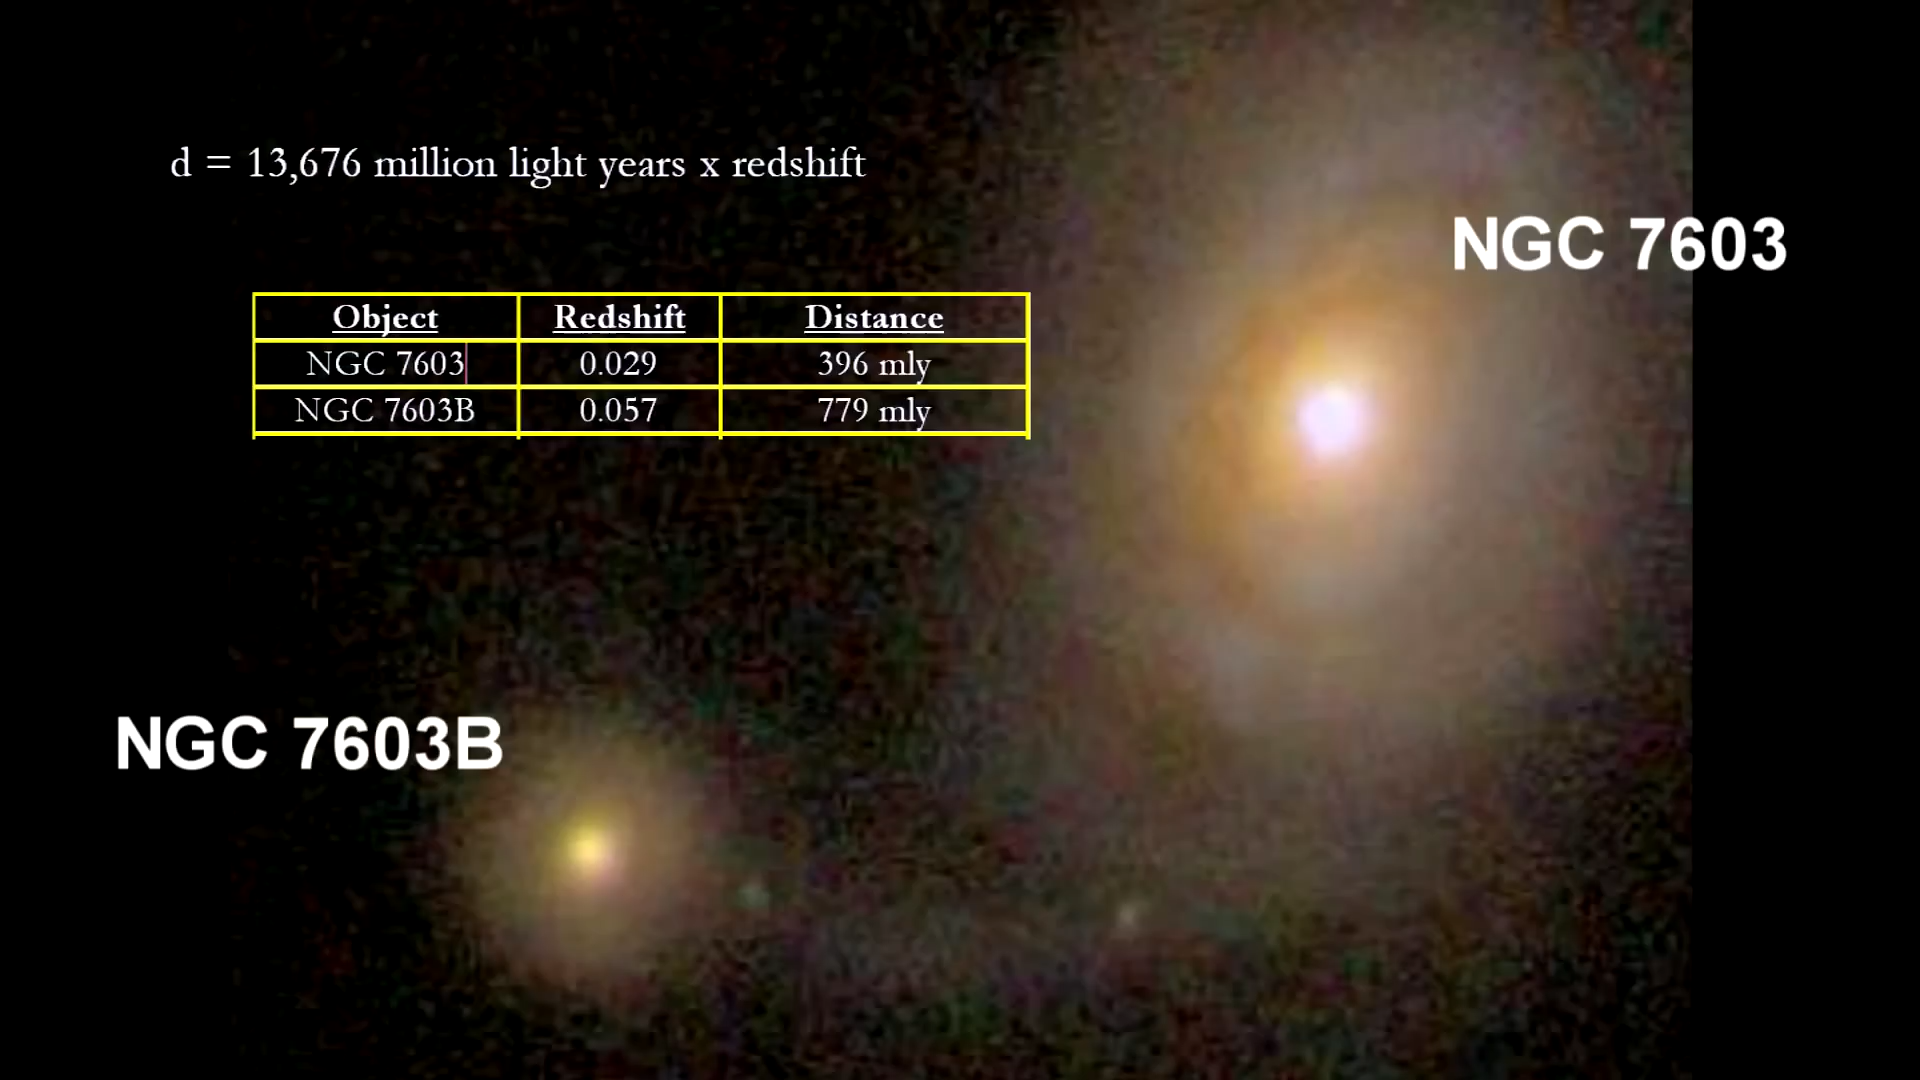 d = 13,676 million light years x redshift
NGC 7603
Object Redshift Distance
NGC 7603 0.029 396 mly
NGC 7603B 0.057 779 mly
NGC 7603B